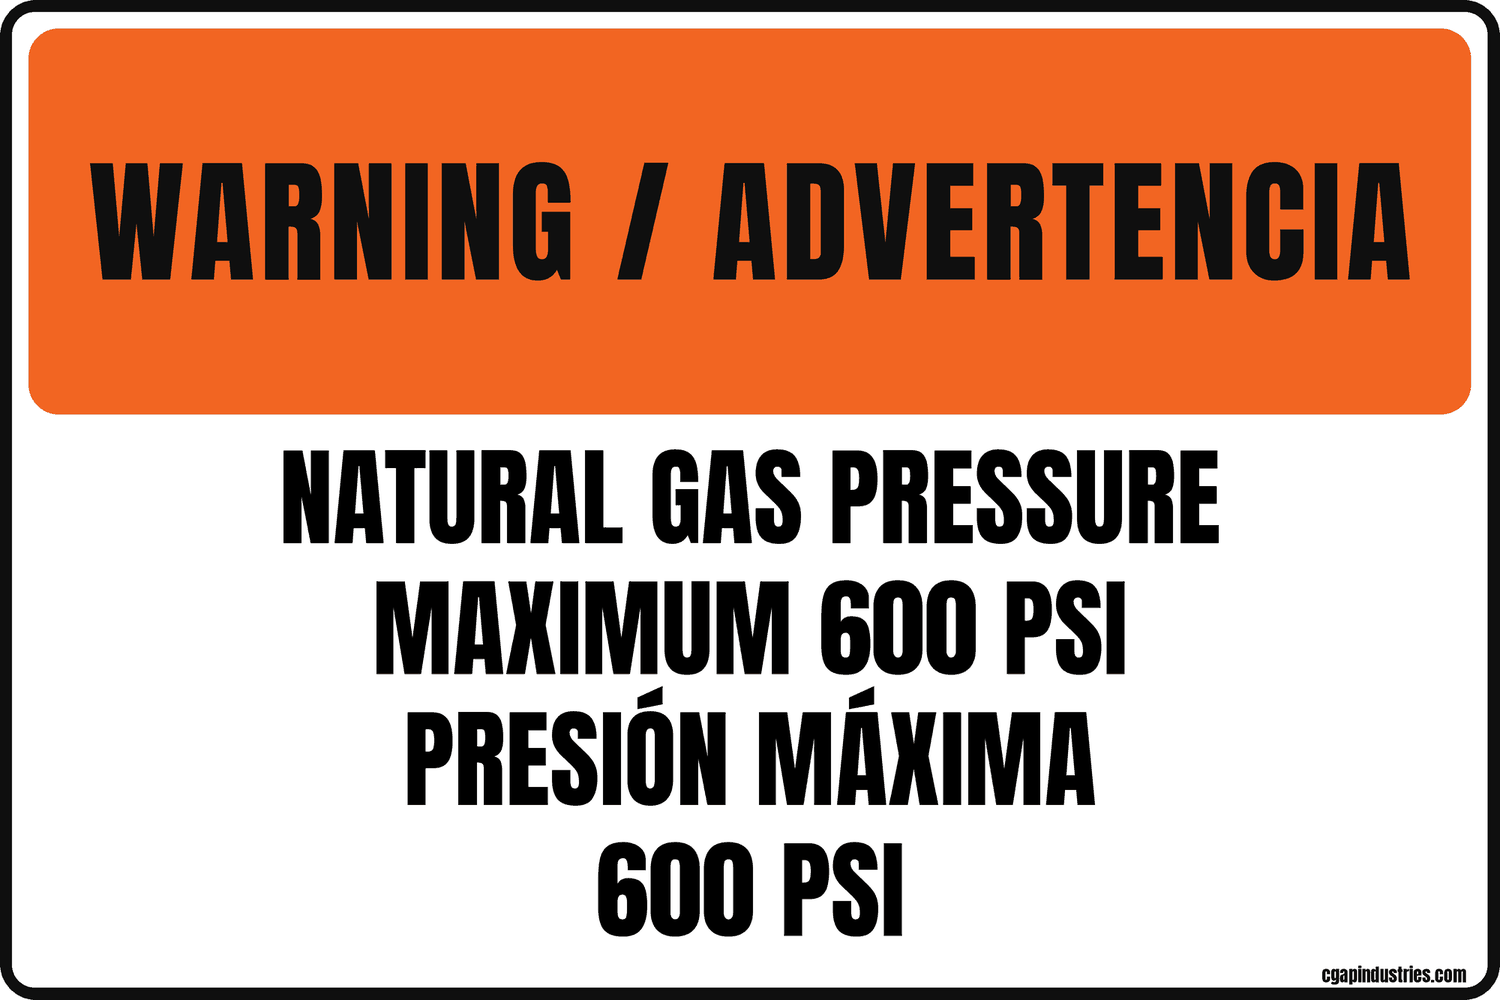 WARNING / ADVERTENCIA
NATURAL GAS PRESSURE
MAXIMUM 600 PSI
PRESIÓN MÁXIMA
600 PSI
cgapindustries.com